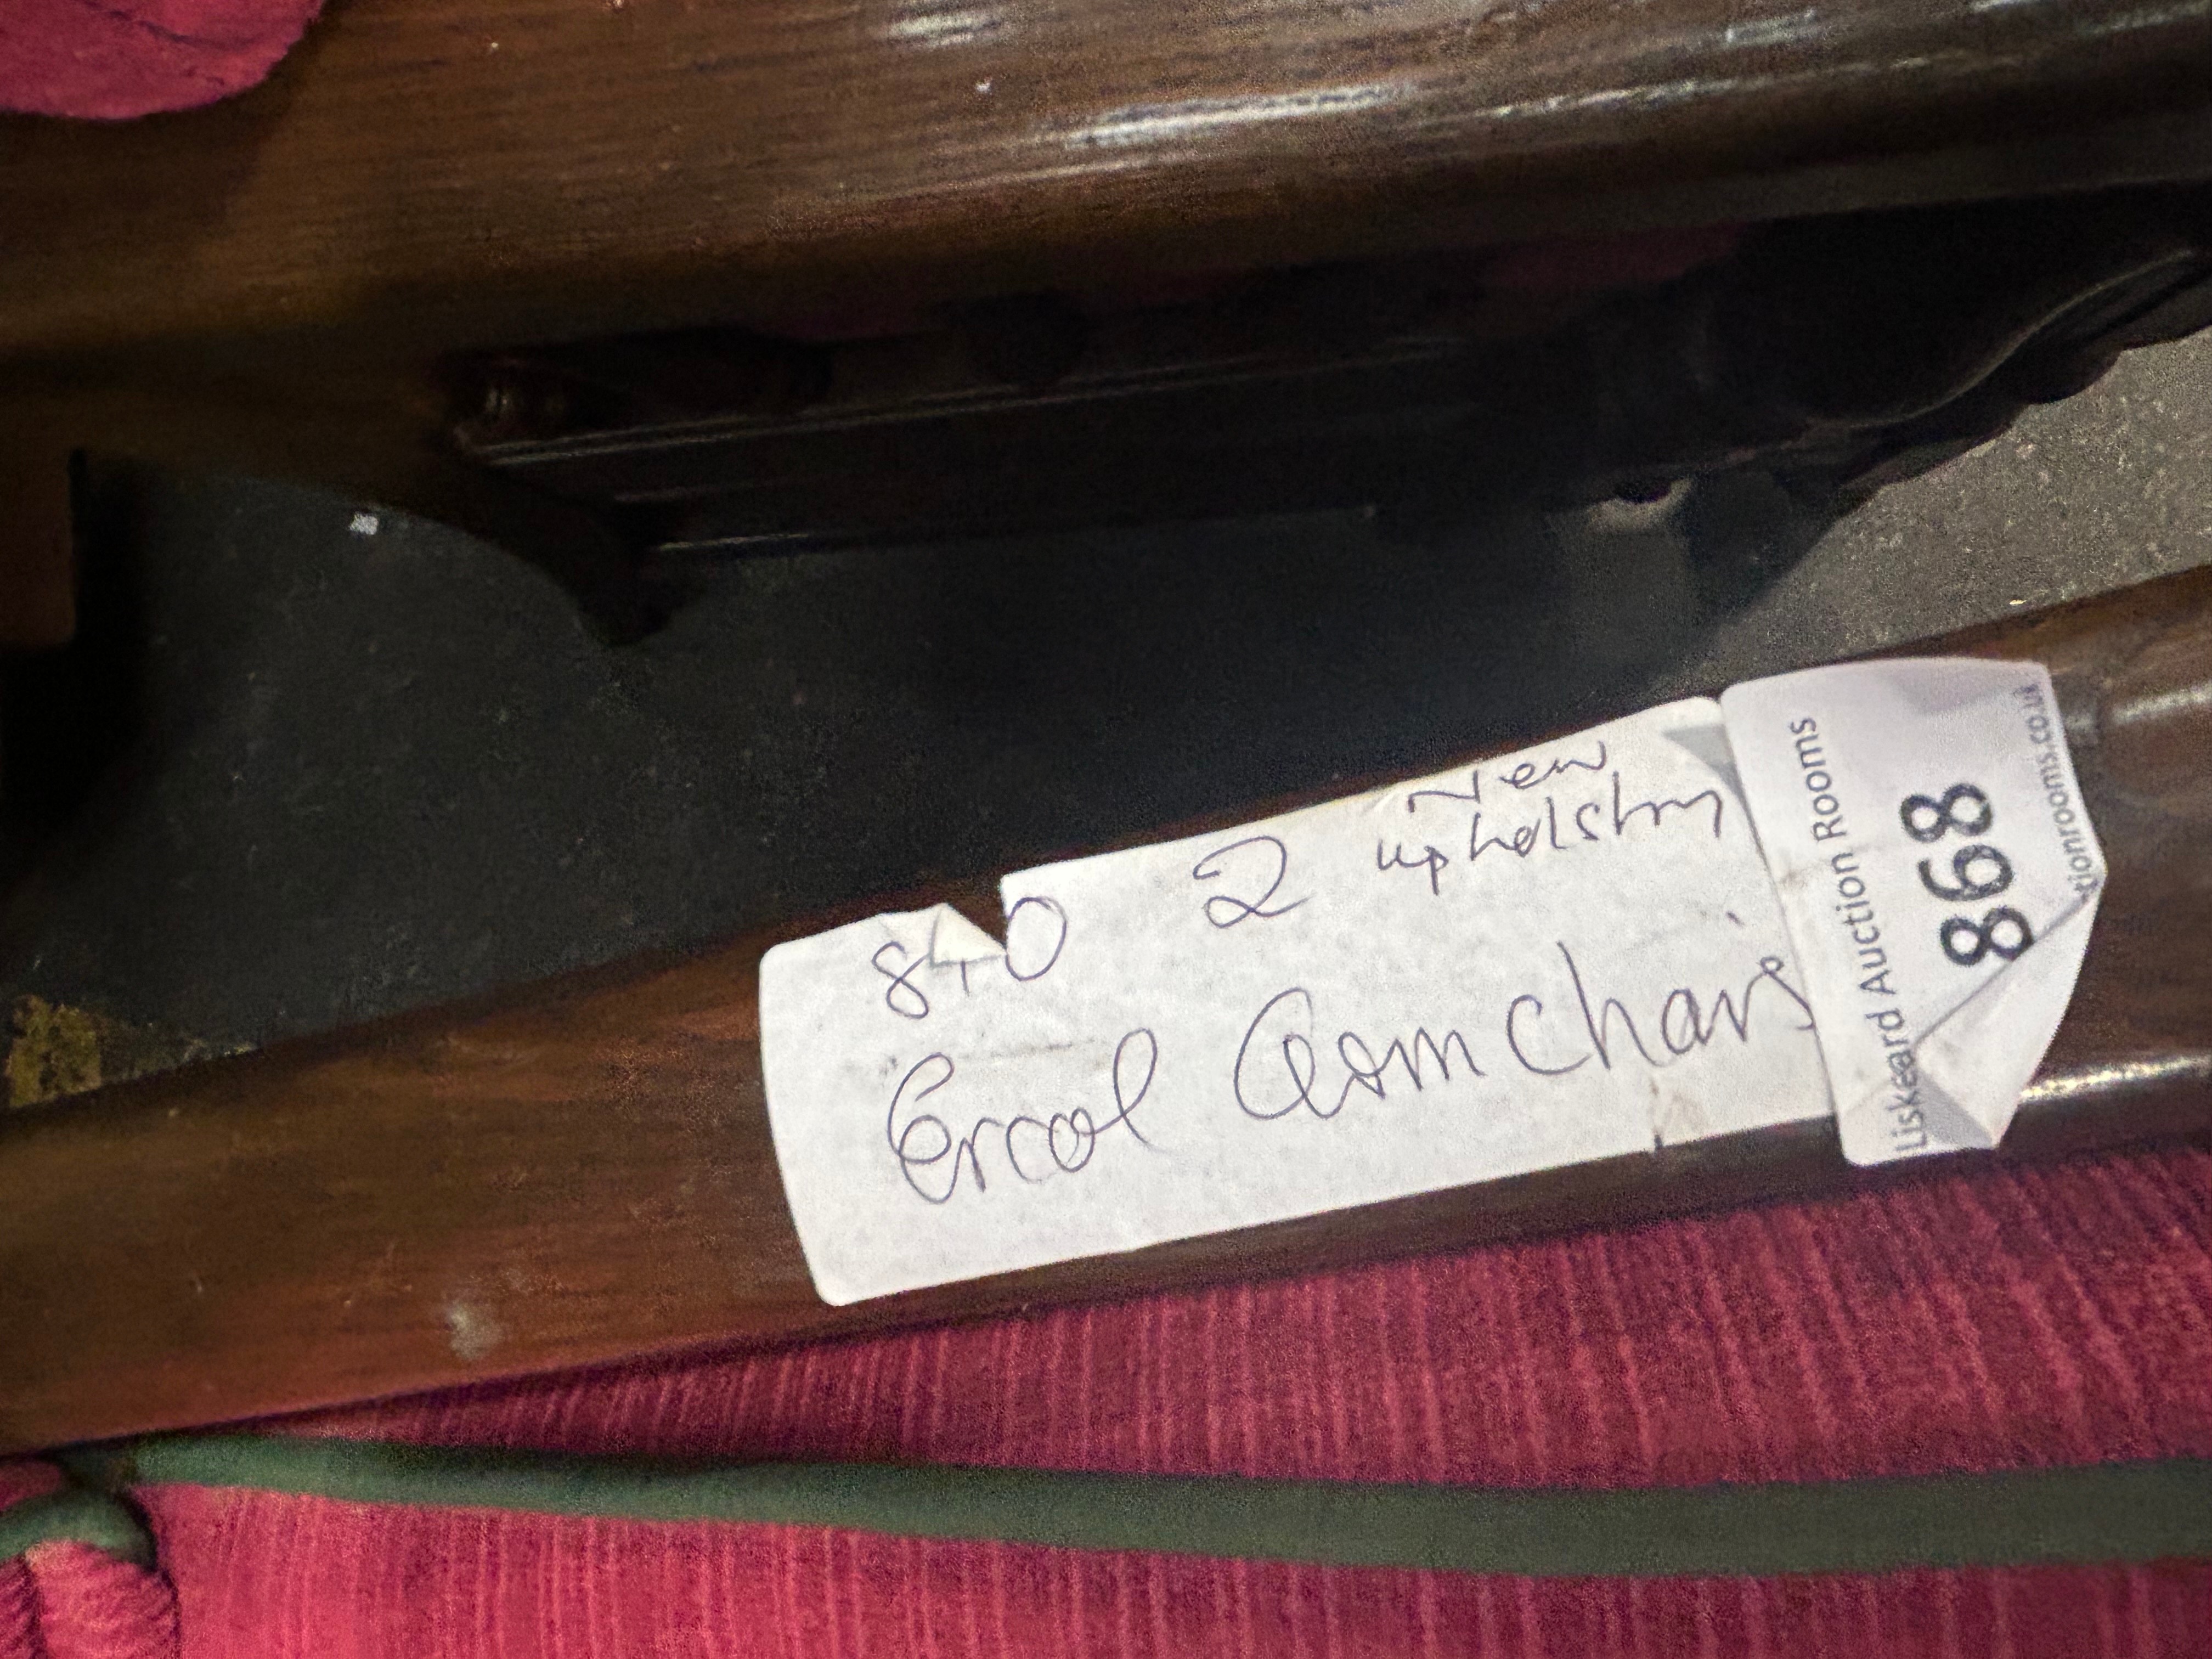 New
840 2 upholstry
Ercol Armchairs
Liskeard Auction Rooms
868
tionrooms.co.uk